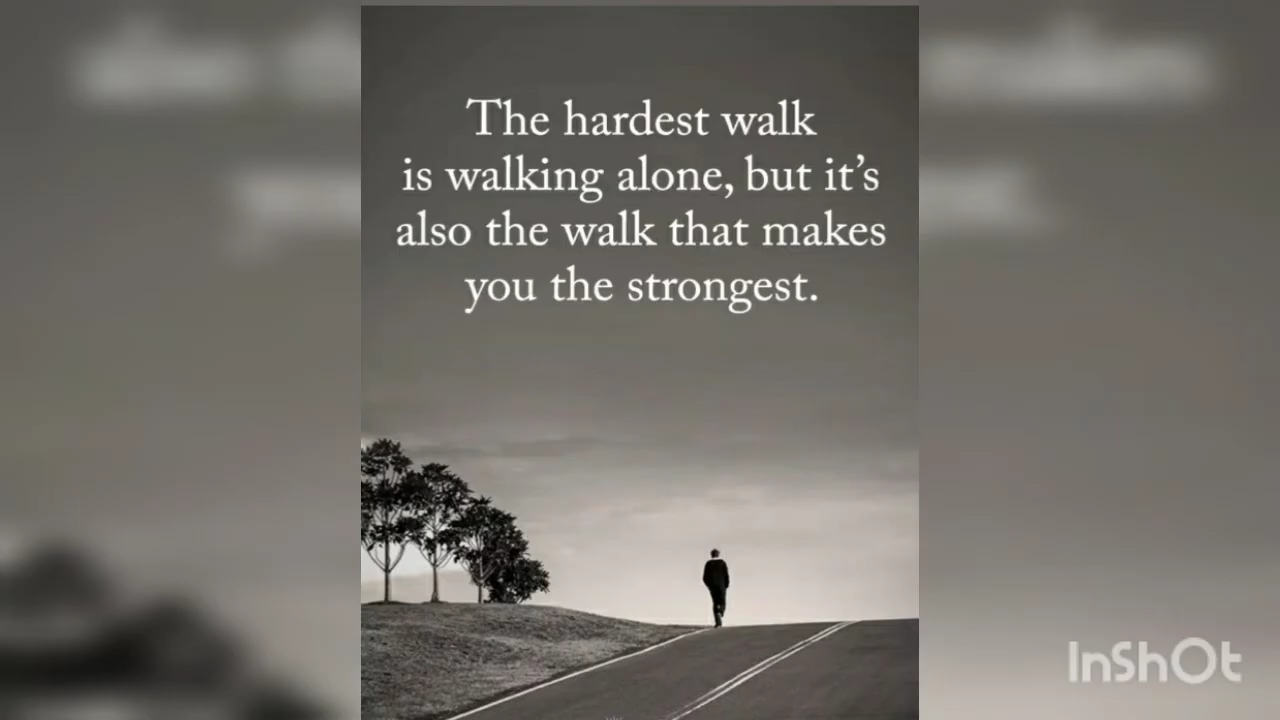 The hardest walk
is walking alone, but it’s
also the walk that makes
you the strongest.
InShOt